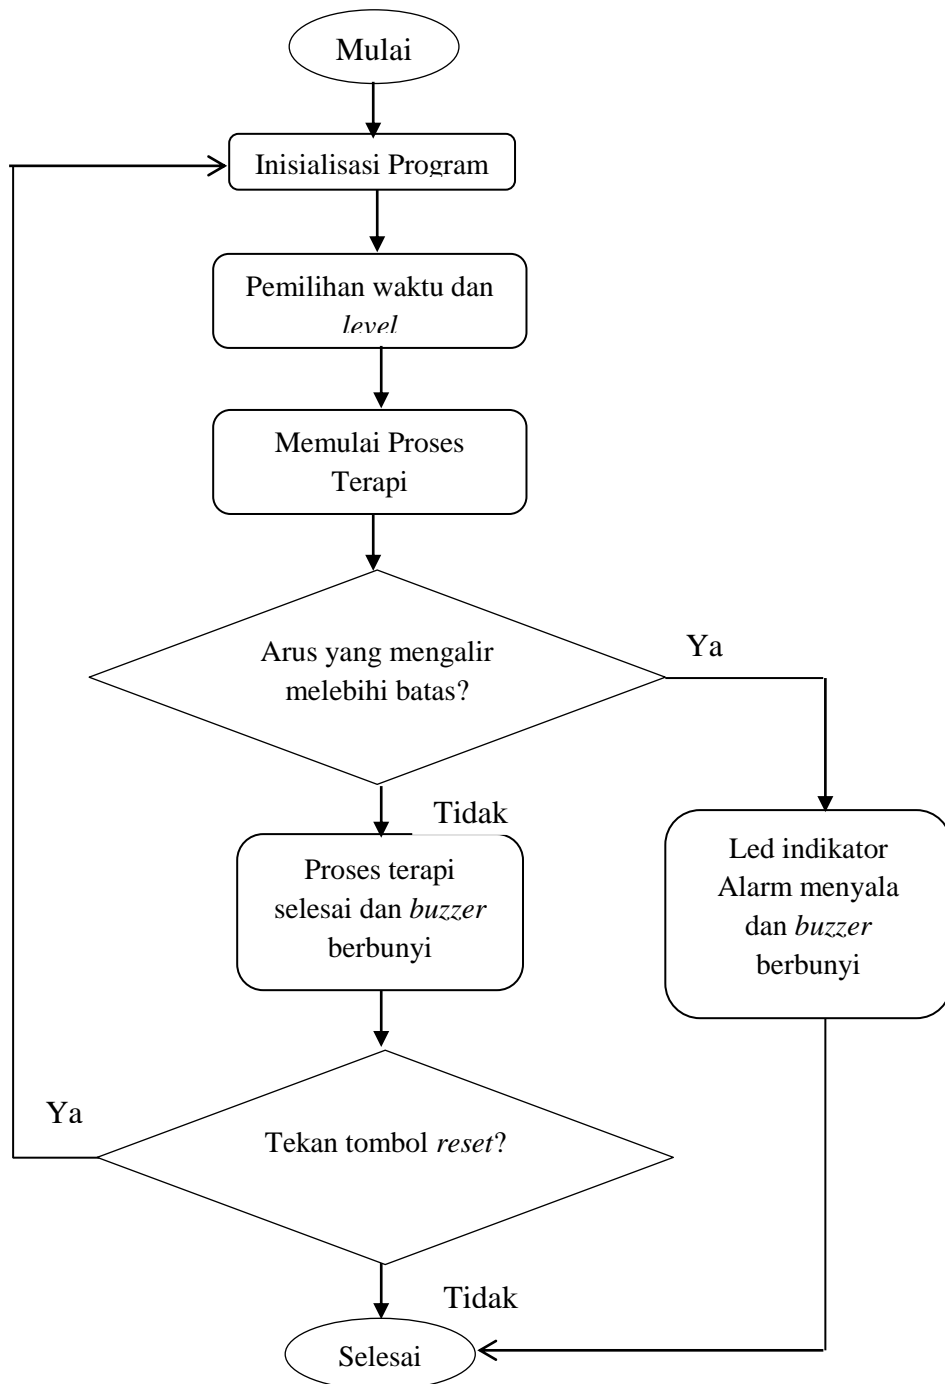 Mulai
Inisialisasi Program
Pemilihan waktu dan
level
Memulai Proses
Terapi
Arus yang mengalir
melebihi batas?
Ya
Tidak
Proses terapi
selesai dan buzzer
berbunyi
Led indikator
Alarm menyala
dan buzzer
berbunyi
Ya
Tekan tombol reset?
Tidak
Selesai